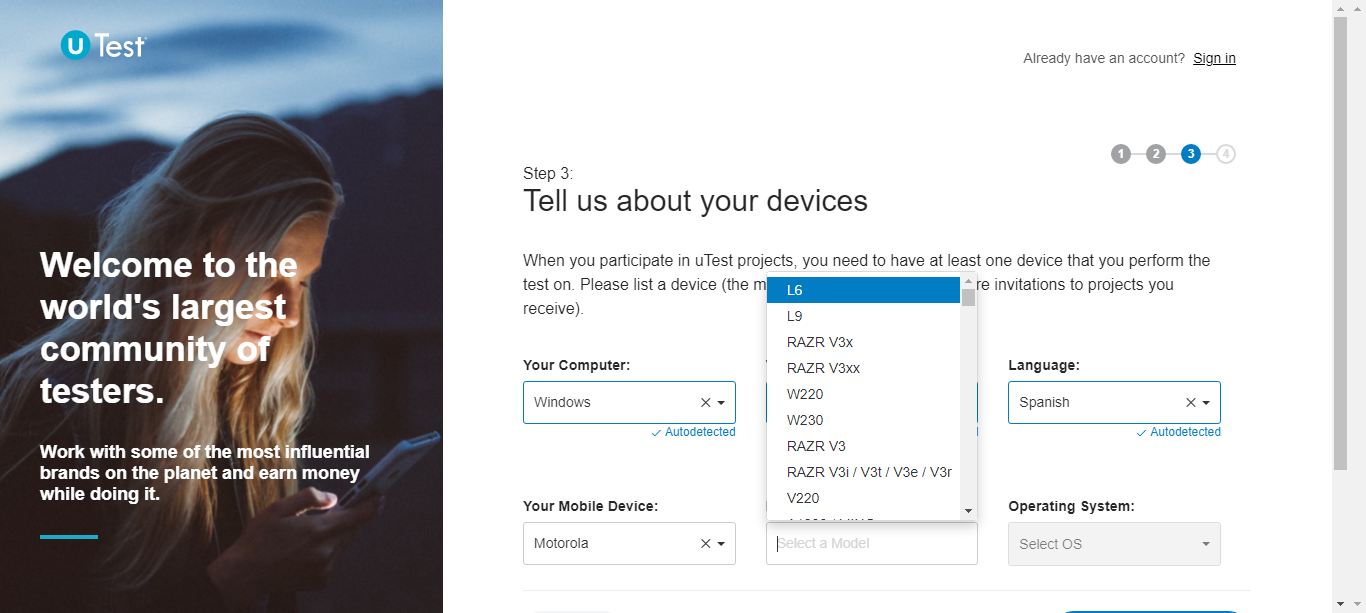 U Test
Already have an account? Sign in
1 2 3 4
Step 3:
Tell us about your devices
Welcome to the
world's largest
community of
testers.
Work with some of the most influential
brands on the planet and earn money
while doing it.
When you participate in uTest projects, you need to have at least one device that you perform the
test on. Please list a device (the m re invitations to projects you
receive).
Your Computer:
Windows
Autodetected
Language:
Spanish
Autodetected
L6
L9
RAZR V3x
RAZR V3xx
W220
W230
RAZR V3
RAZR V3i / V3t / V3e / V3r
V220
Your Mobile Device:
Motorola
Select a Model
Operating System:
Select OS